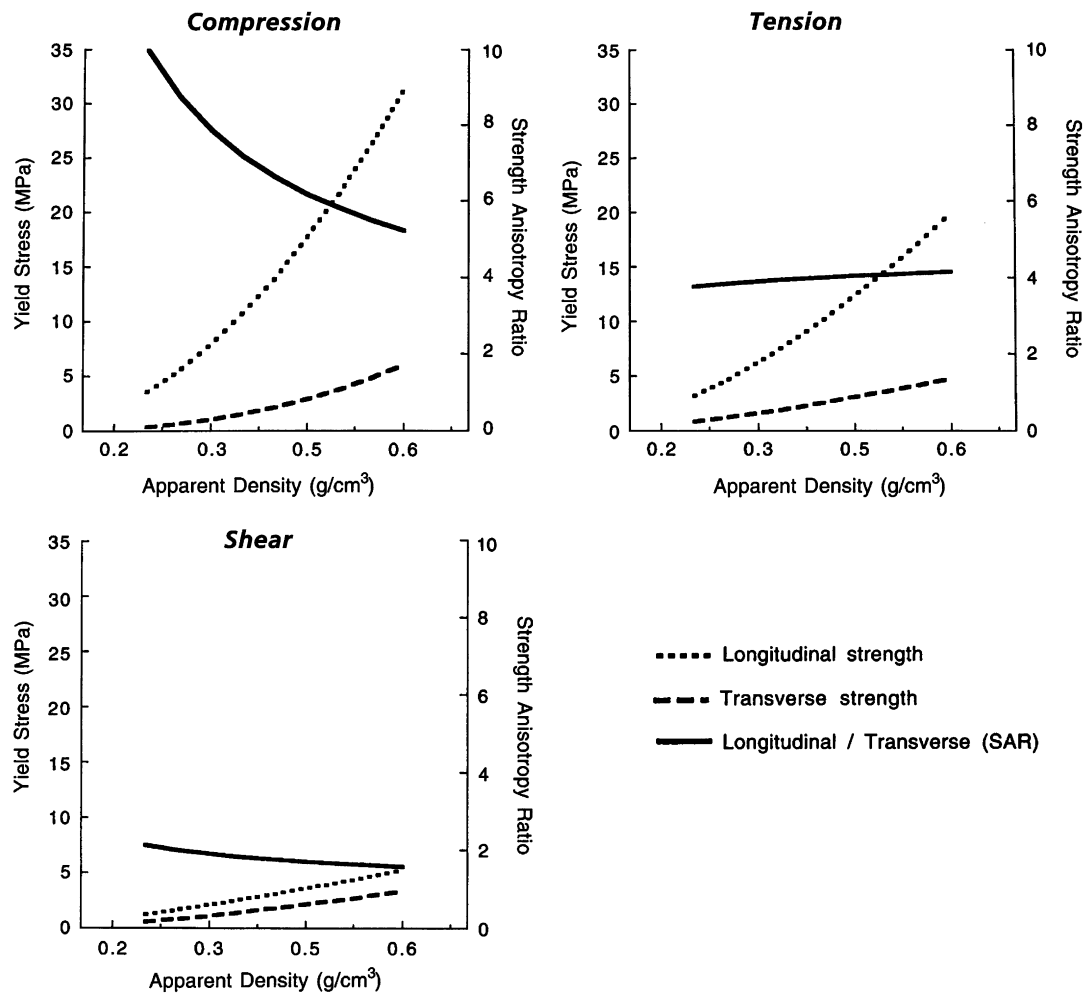 Compression
35
30
25
20
15
10
5
0
Yield Stress (MPa)
10
8
6
4
2
0
Strength Anisotropy Ratio
0.2 0.3 0.5 0.6
Apparent Density (g/cm³)
Tension
35
30
25
20
15
10
5
0
Yield Stress (MPa)
10
8
6
4
2
0
Strength Anisotropy Ratio
0.2 0.3 0.5 0.6
Apparent Density (g/cm³)
Shear
35
30
25
20
15
10
5
0
Yield Stress (MPa)
10
8
6
4
2
0
Strength Anisotropy Ratio
0.2 0.3 0.5 0.6
Apparent Density (g/cm³)
Longitudinal strength
Transverse strength
Longitudinal / Transverse (SAR)